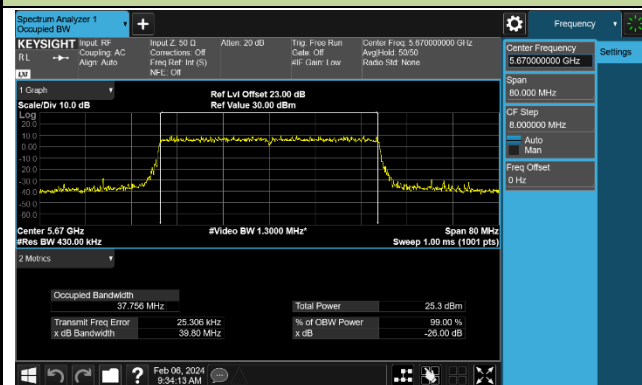 Spectrum Analyzer 1
Occupied BW
+
Frequency
KEYSIGHT
RL
LXI
Input: RF
Coupling: AC
Align: Auto
Input Z: 50 Ω
Corrections: Off
Freq Ref: Int (S)
NFE: Off
Atten: 20 dB
Trig: Free Run
Gate: Off
#IF Gain: Low
Center Freq: 5.670000000 GHz
Avg|Hold: 50/50
Radio Std: None
1 Graph
Scale/Div 10.0 dB
Ref Lvl Offset 23.00 dB
Ref Value 30.00 dBm
Log
20.0
10.0
0.00
-10.0
-20.0
-30.0
-40.0
-50.0
-60.0
Center 5.67 GHz
#Res BW 430.00 kHz
#Video BW 1.3000 MHz*
Span 80 MHz
Sweep 1.00 ms (1001 pts)
2 Metrics
Occupied Bandwidth
37.756 MHz
Total Power 25.3 dBm
Transmit Freq Error 25.306 kHz
% of OBW Power 99.00 %
x dB Bandwidth 39.80 MHz
x dB -26.00 dB
Center Frequency
5.670000000 GHz
Settings
Span
80.000 MHz
CF Step
8.000000 MHz
Auto
Man
Freq Offset
0 Hz
?
Feb 06, 2024
9:34:13 AM